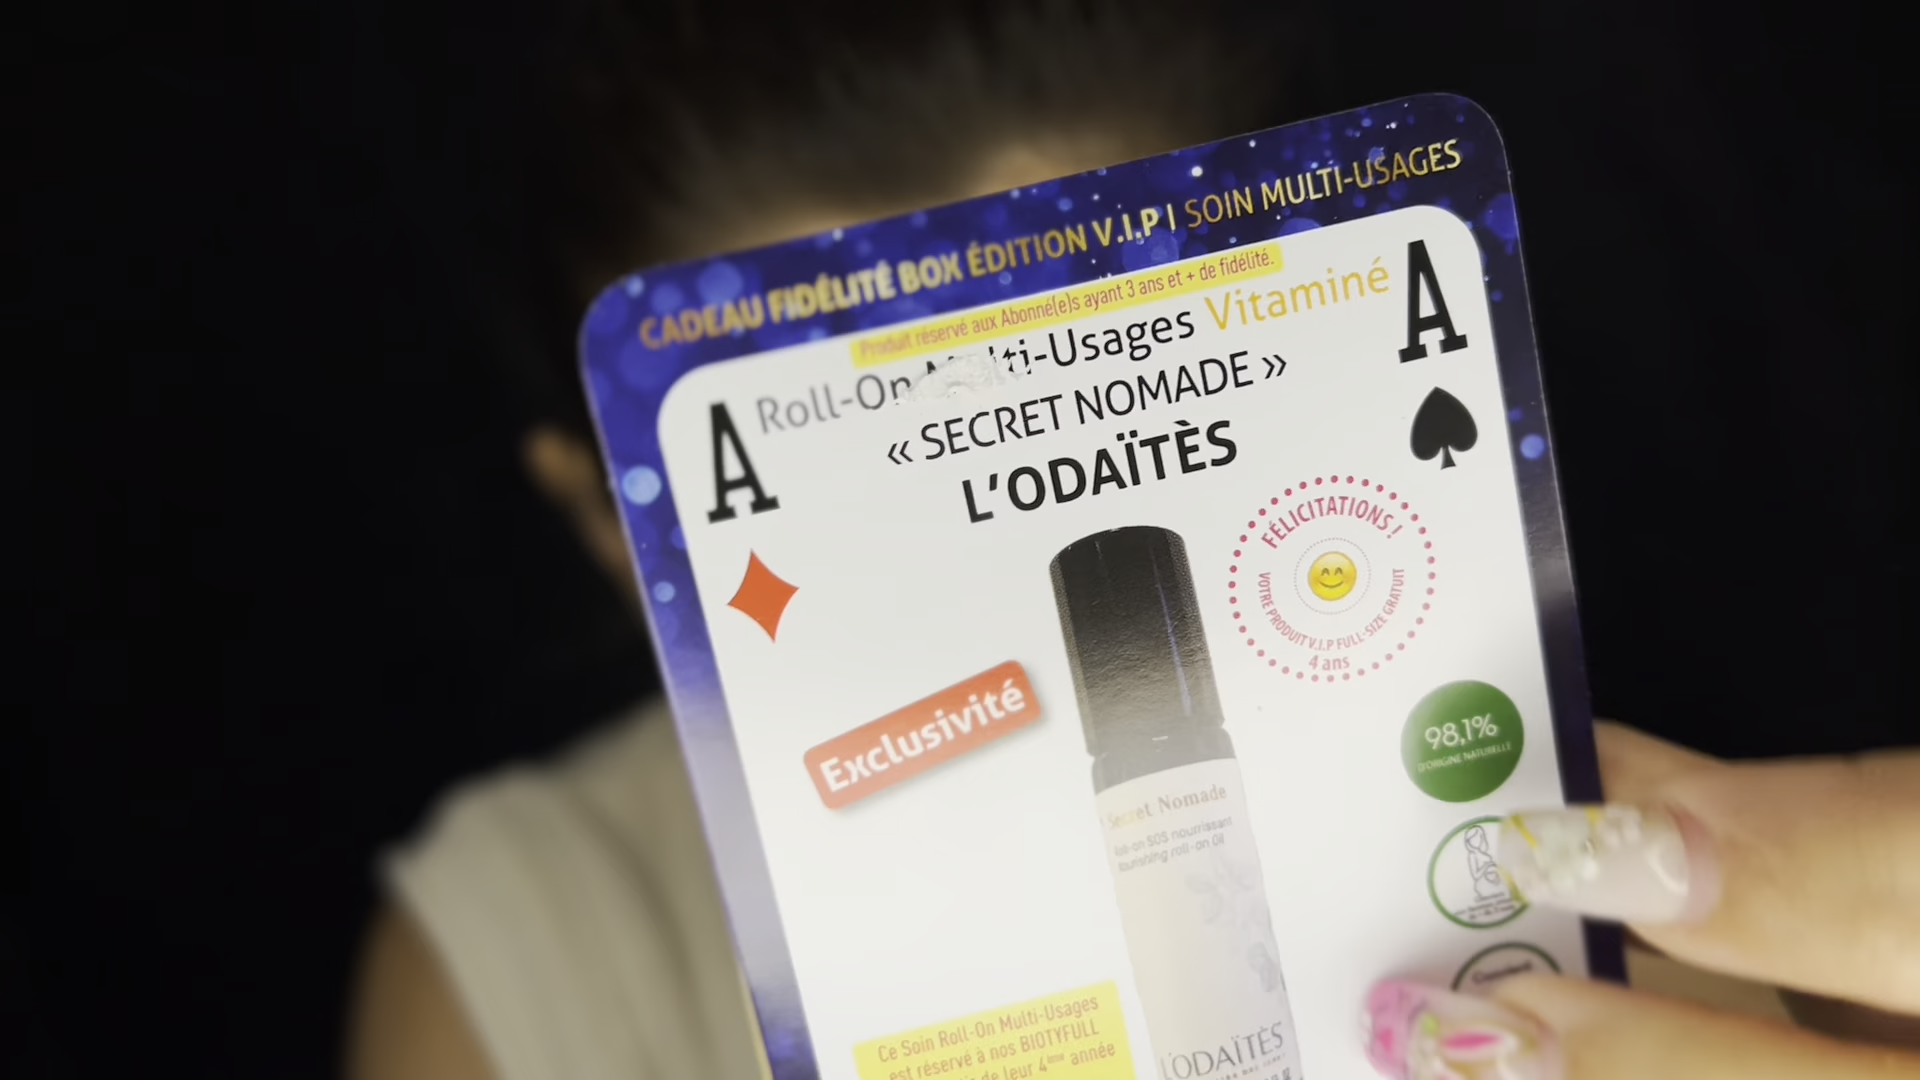 CADEAU FIDÉLITÉ BOX ÉDITION V.I.P | SOIN MULTI-USAGES
Produit réservé aux Abonné(e)s ayant 3 ans et + de fidélité.
A
A
Roll-On Multi-Usages Vitaminé
« SECRET NOMADE »
L'ODAÏTÈS
FÉLICITATIONS !
VOTRE PRODUIT V.I.P FULL-SIZE GRATUIT
4 ans
Exclusivité
98,1%
D'ORIGINE NATURELLE
Secret Nomade
Roll-on SOS nourrissant
Nourishing roll-on Oil
L'ODAÏTÈS
Ce Soin Roll-On Multi-Usages
est réservé à nos BIOTYFULL
de leur 4ème année